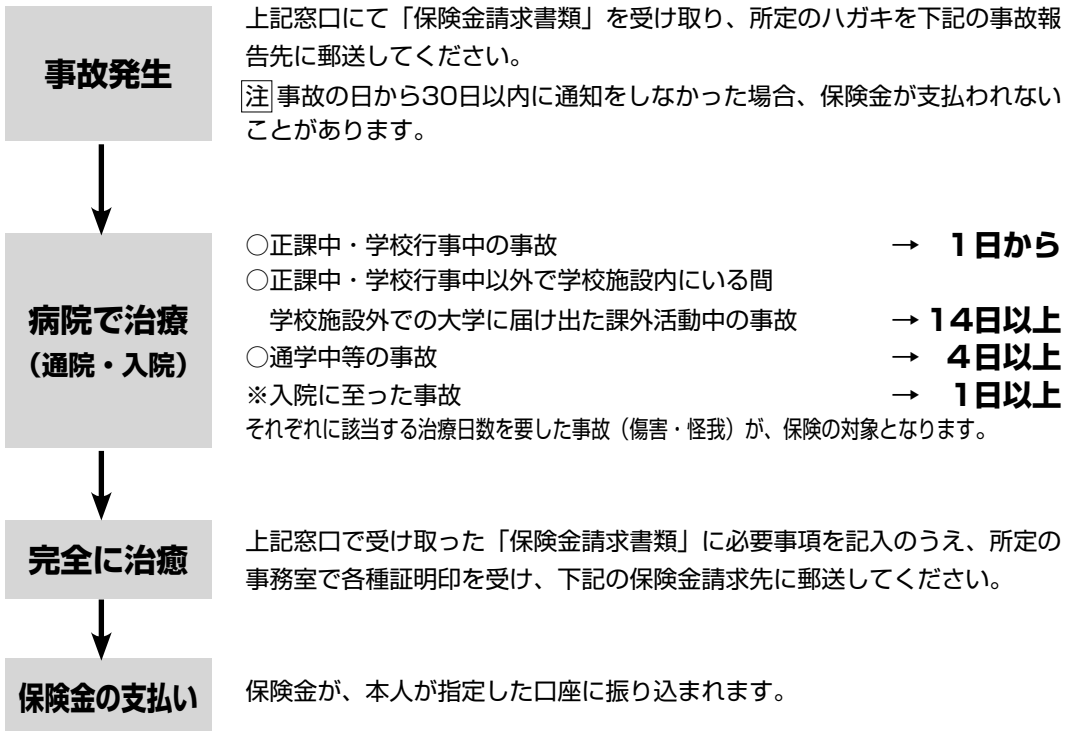 事故発生
上記窓口にて「保険金請求書類」を受け取り、所定のハガキを下記の事故報
告先に郵送してください。
注 事故の日から30日以内に通知をしなかった場合、保険金が支払われない
ことがあります。
病院で治療
（通院・入院）
○正課中・学校行事中の事故 → 1日から
○正課中・学校行事中以外で学校施設内にいる間
学校施設外での大学に届け出た課外活動中の事故 → 14日以上
○通学中等の事故 → 4日以上
※入院に至った事故 → 1日以上
それぞれに該当する治療日数を要した事故（傷害・怪我）が、保険の対象となります。
完全に治癒
上記窓口で受け取った「保険金請求書類」に必要事項を記入のうえ、所定の
事務室で各種証明印を受け、下記の保険金請求先に郵送してください。
保険金の支払い
保険金が、本人が指定した口座に振り込まれます。